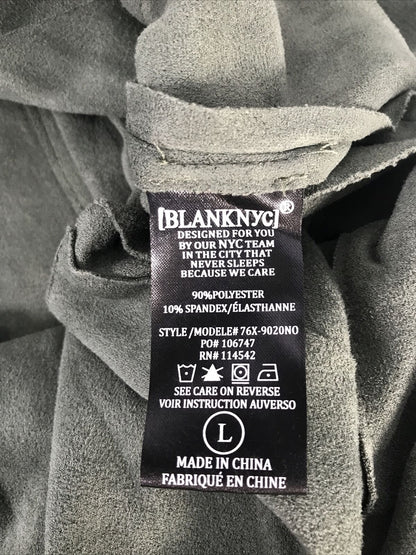 [BLANKNYC]®
DESIGNED FOR YOU
BY OUR NYC TEAM
IN THE CITY THAT
NEVER SLEEPS
BECAUSE WE CARE
90%POLYESTER
10% SPANDEX/ÉLASTHANNE
STYLE /MODELE# 76X-9020NO
PO# 106747
RN# 114542
SEE CARE ON REVERSE
VOIR INSTRUCTION AUVERSO
L
MADE IN CHINA
FABRIQUÉ EN CHINE